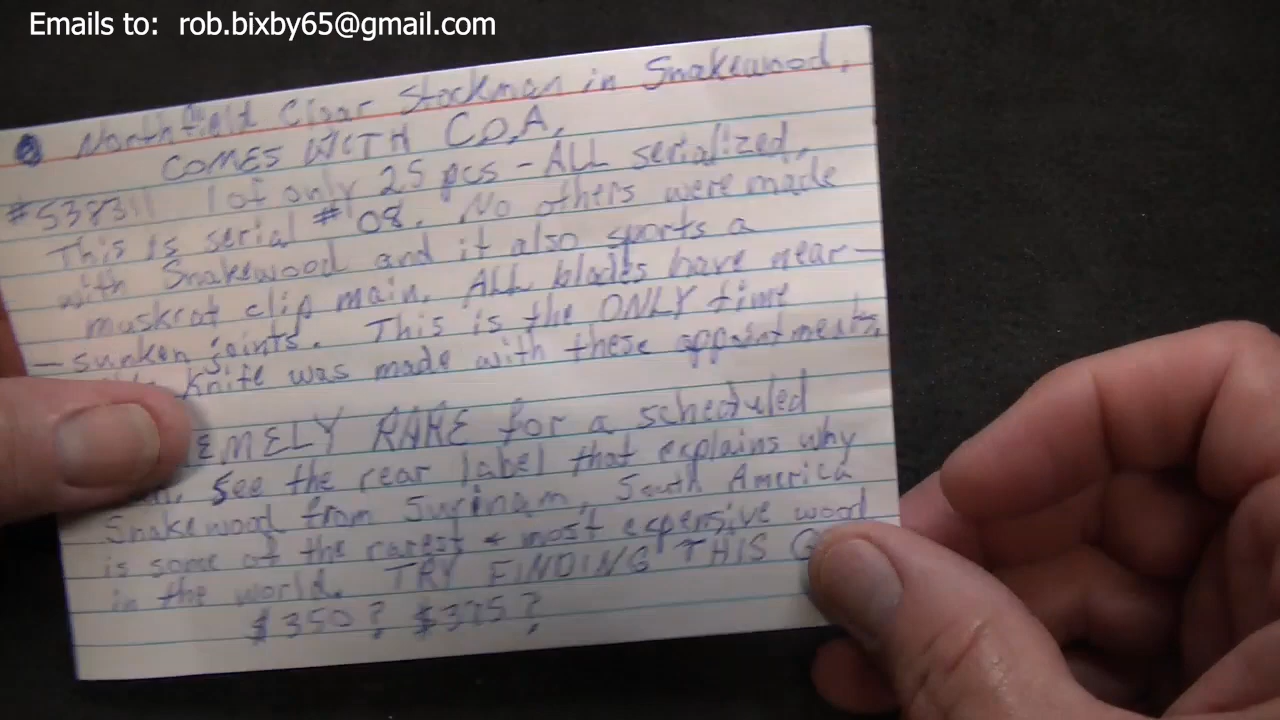 Emails to: rob.bixby65@gmail.com
Northfield Cigar Stockman in Snakewood.
COMES WITH C.O.A.
#538311 1 of only 25 pcs - ALL serialized.
This is serial #08. No others were made
with Snakewood and it also sports a
muskrat clip main. ALL blades have near-
-sunken joints. This is the ONLY time
knife was made with these appointments.
EMELY RARE for a scheduled
See the rear label that explains why
Snakewood from Surinam, South America
is some of the rarest + most expensive wood
in the world. TRY FINDING THIS
$350? $375?